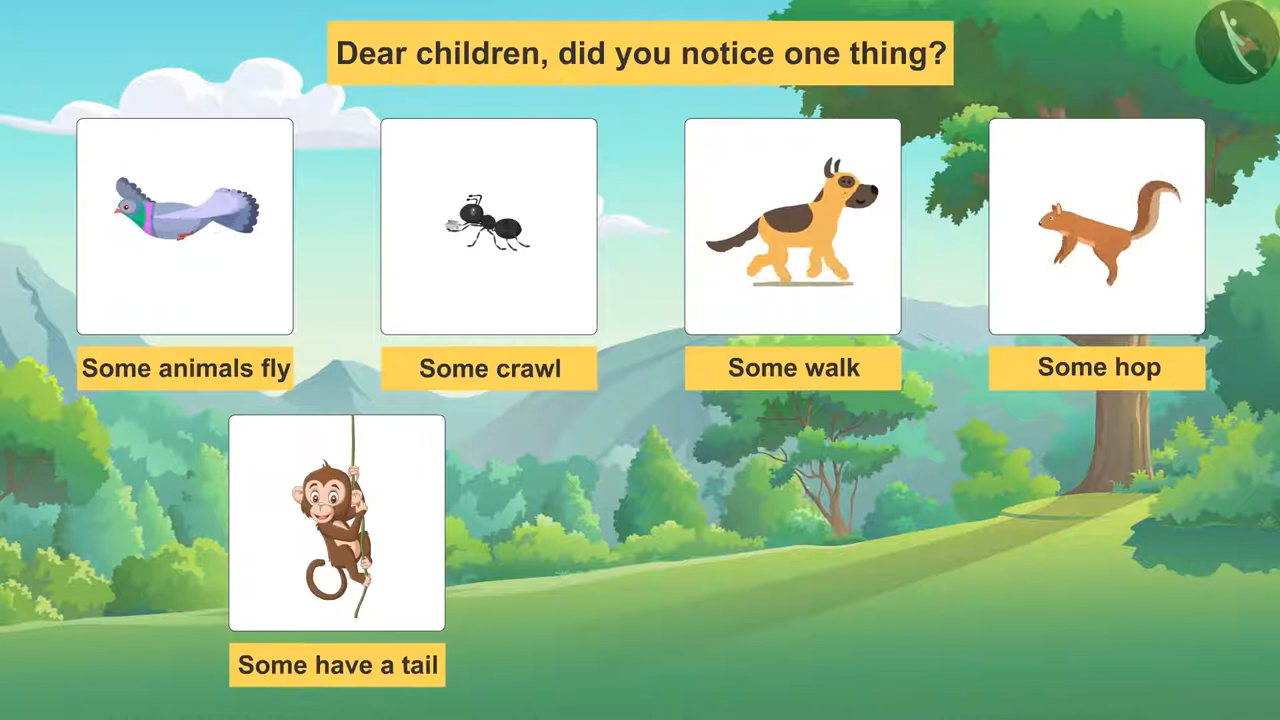 Dear children, did you notice one thing?
Some animals fly
Some crawl
Some walk
Some hop
Some have a tail